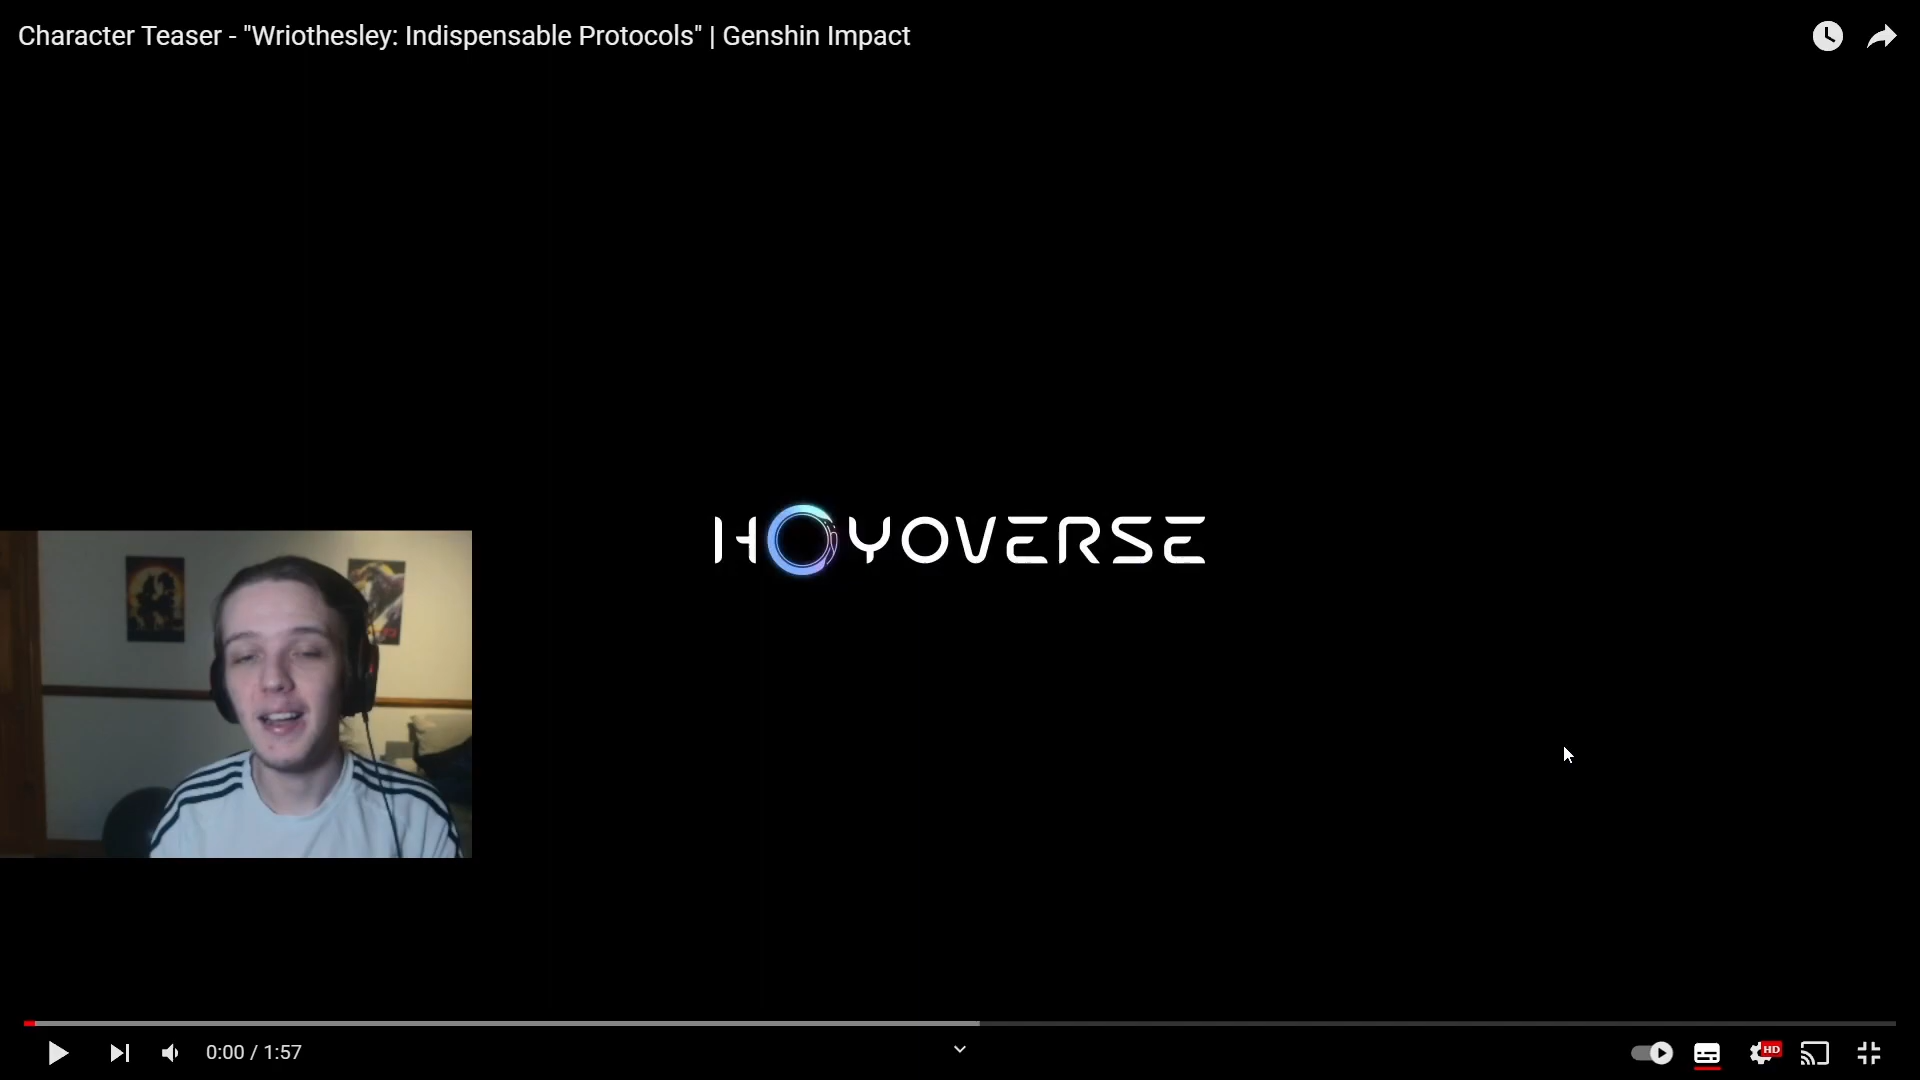 Character Teaser - "Wriothesley: Indispensable Protocols" | Genshin Impact
HOYOVERSE
0:00 / 1:57
HD